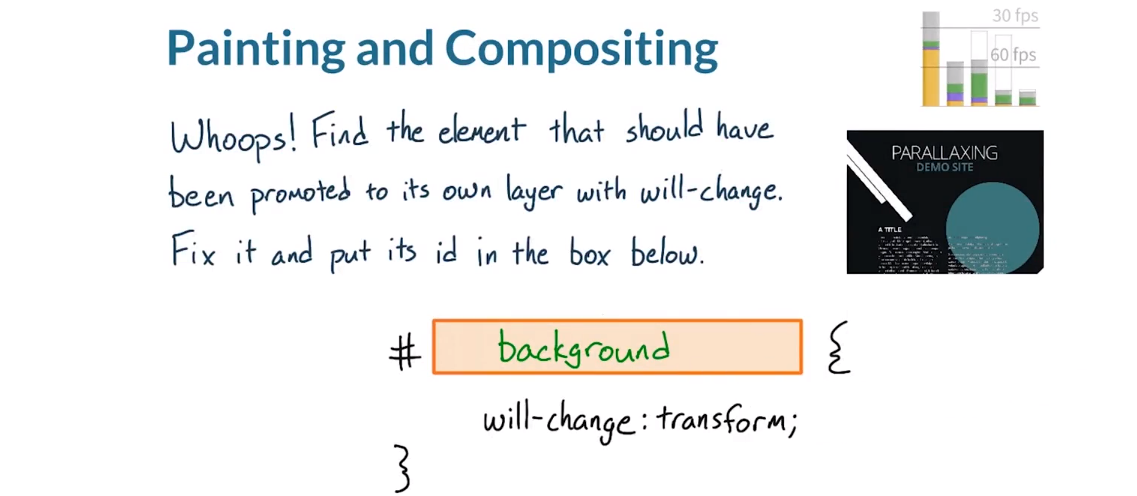 Painting and Compositing
30 fps
60 fps
Whoops! Find the element that should have
been promoted to its own layer with will-change.
Fix it and put its id in the box below.
PARALLAXING
DEMO SITE
A TITLE
# background {
will-change: transform;
}